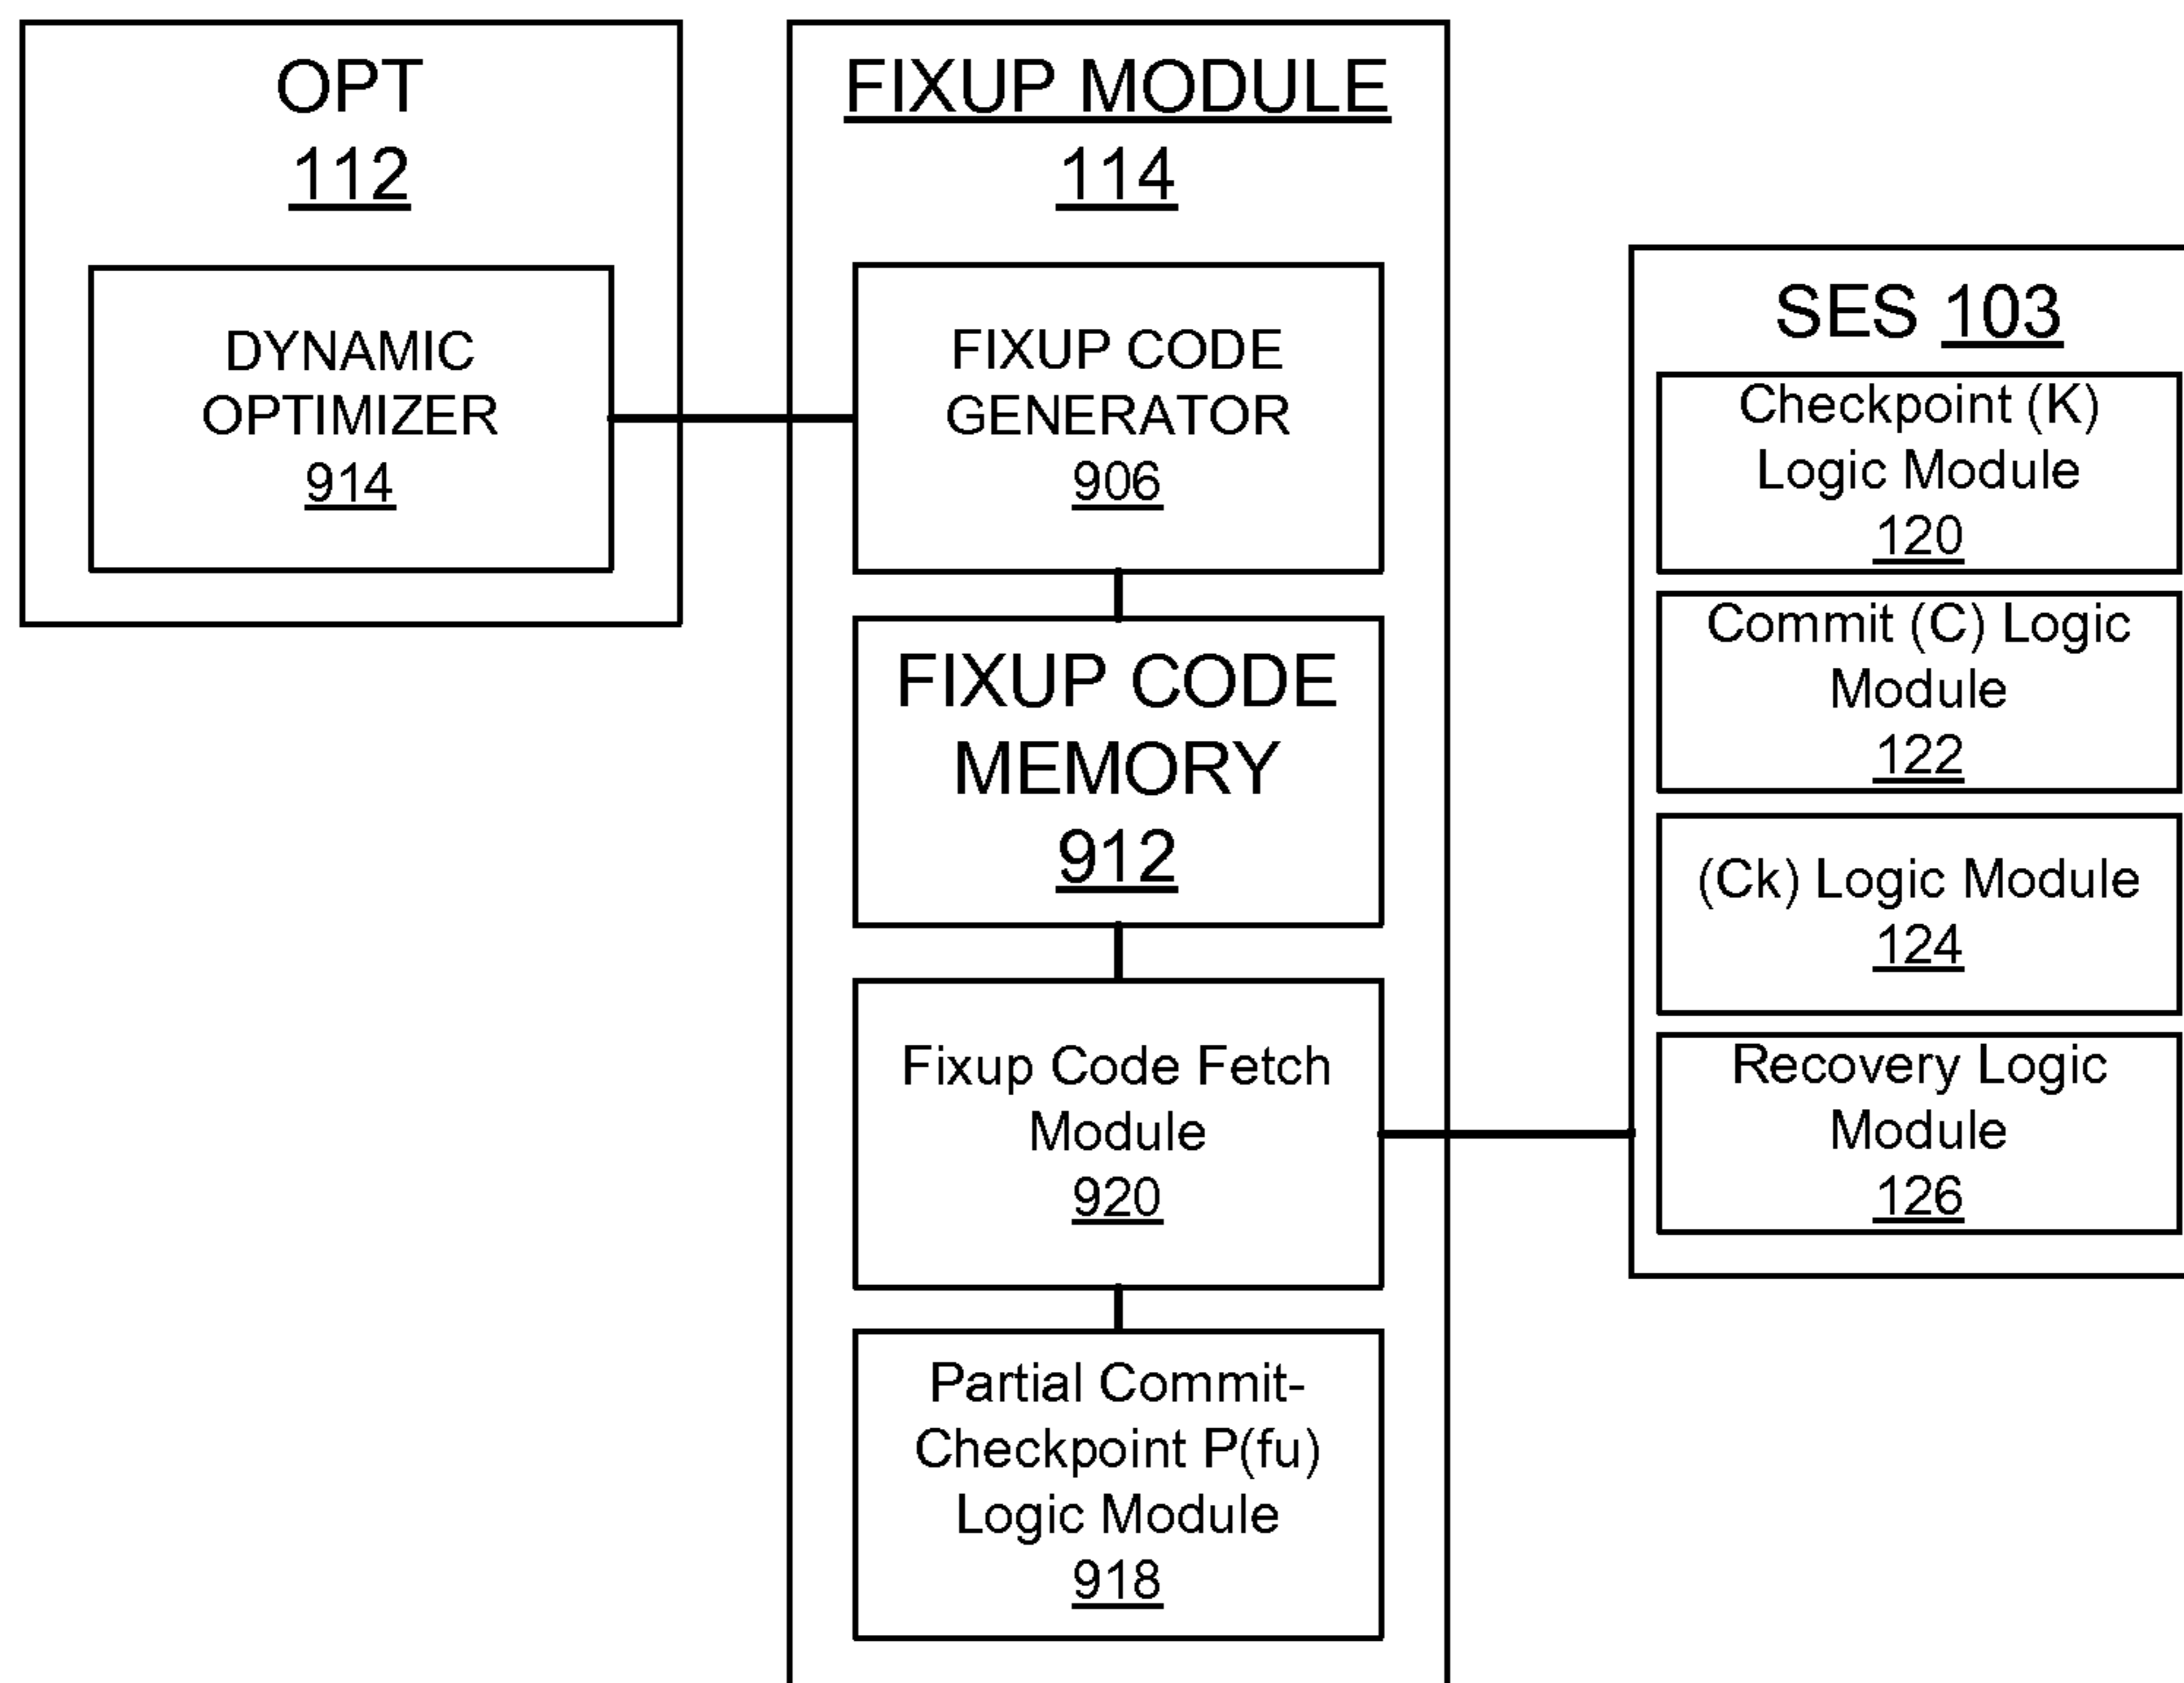 OPT
112
DYNAMIC
OPTIMIZER
914
FIXUP MODULE
114
FIXUP CODE
GENERATOR
906
FIXUP CODE
MEMORY
912
Fixup Code Fetch
Module
920
Partial Commit-
Checkpoint P(fu)
Logic Module
918
SES 103
Checkpoint (K)
Logic Module
120
Commit (C) Logic
Module
122
(Ck) Logic Module
124
Recovery Logic
Module
126